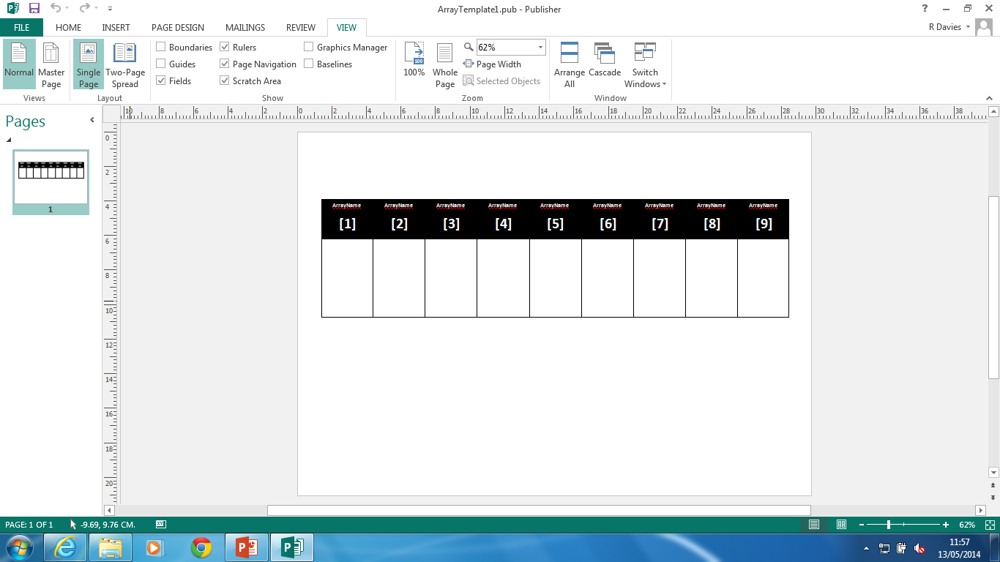 ArrayTemplate1.pub - Publisher
?
FILE HOME INSERT PAGE DESIGN MAILINGS REVIEW VIEW R Davies
Normal Master Page Single Page Two-Page Spread
Boundaries Rulers Graphics Manager
Guides Page Navigation Baselines
Fields Scratch Area
100% 100 Whole Page 62%
Page Width
Selected Objects
Arrange All Cascade Switch Windows
Views Layout Show Zoom Window
Pages
10 8 6 4 2 0 2 4 6 8 10 12 14 16 18 20 22 24 26 28 30 32 34 36 38
0
2
4
6
8
10
12
14
16
18
20
1
ArrayName ArrayName ArrayName ArrayName ArrayName ArrayName ArrayName ArrayName ArrayName
[1] [2] [3] [4] [5] [6] [7] [8] [9]
PAGE: 1 OF 1 -9.69, 9.76 CM. 62%
11:57
13/05/2014